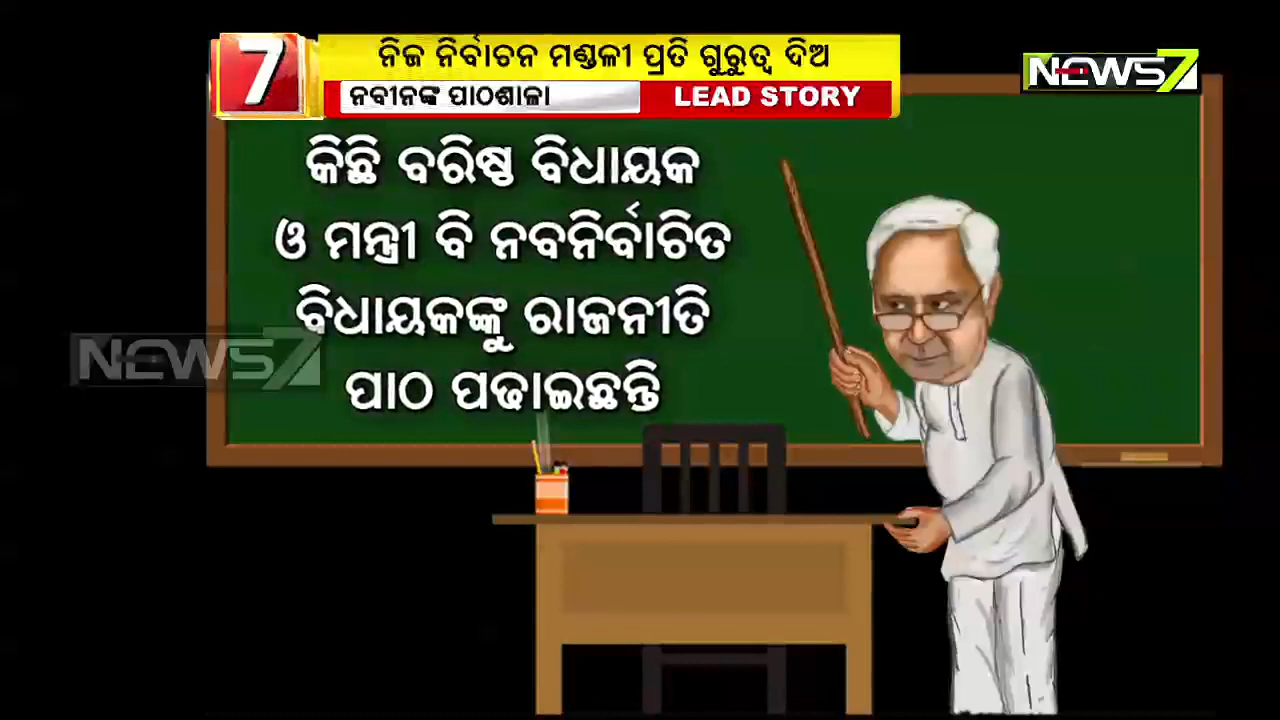 7
ନିଜ ନିର୍ବାଚନ ମଣ୍ଡଳୀ ପ୍ରତି ଗୁରୁତ୍ୱ ଦିଅ
ନବୀନଙ୍କ ପାଠଶାଳା
LEAD STORY
NEWS7
କିଛି ବରିଷ୍ଠ ବିଧାୟକ
ଓ ମନ୍ତ୍ରୀ ବି ନବନିର୍ବାଚିତ
ବିଧାୟକଙ୍କୁ ରାଜନୀତି
ପାଠ ପଢାଇଛନ୍ତି
NEWS7